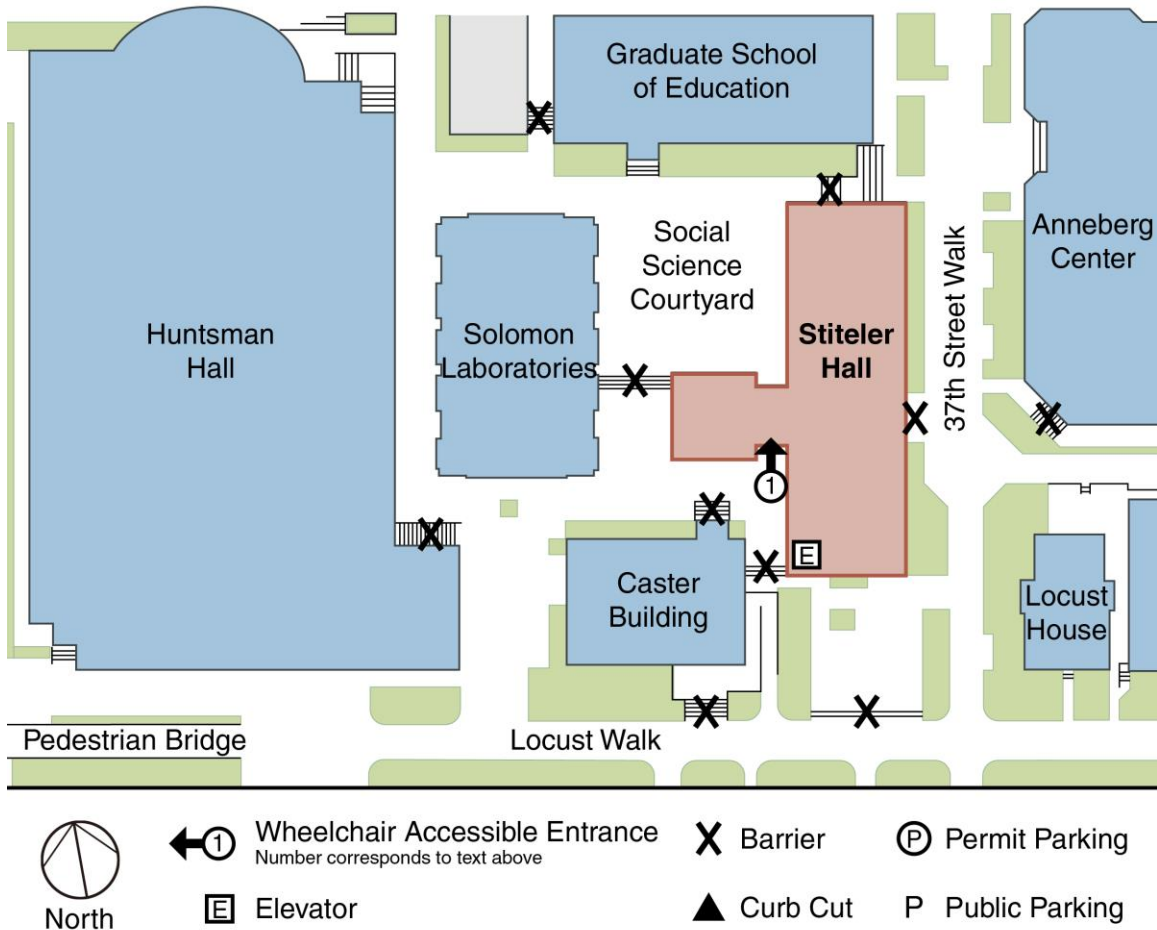 Graduate School
of Education
Social
Science
Courtyard
37th Street Walk
Anneberg
Center
Huntsman
Hall
Solomon
Laboratories
Stiteler
Hall
1
E
Caster
Building
Locust
House
Pedestrian Bridge
Locust Walk
1
Wheelchair Accessible Entrance
Number corresponds to text above
Barrier
P
Permit Parking
North
E
Elevator
Curb Cut
P
Public Parking